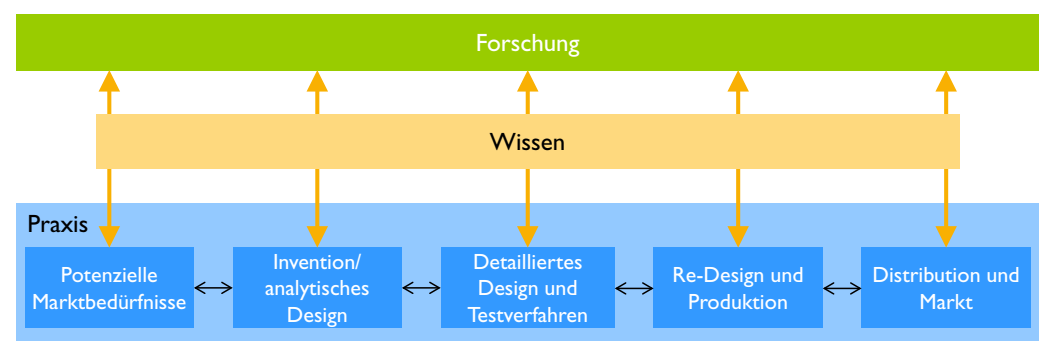 Forschung
Wissen
Praxis
Potenzielle
Marktbedürfnisse
Invention/
analytisches
Design
Detailliertes
Design und
Testverfahren
Re-Design und
Produktion
Distribution und
Markt